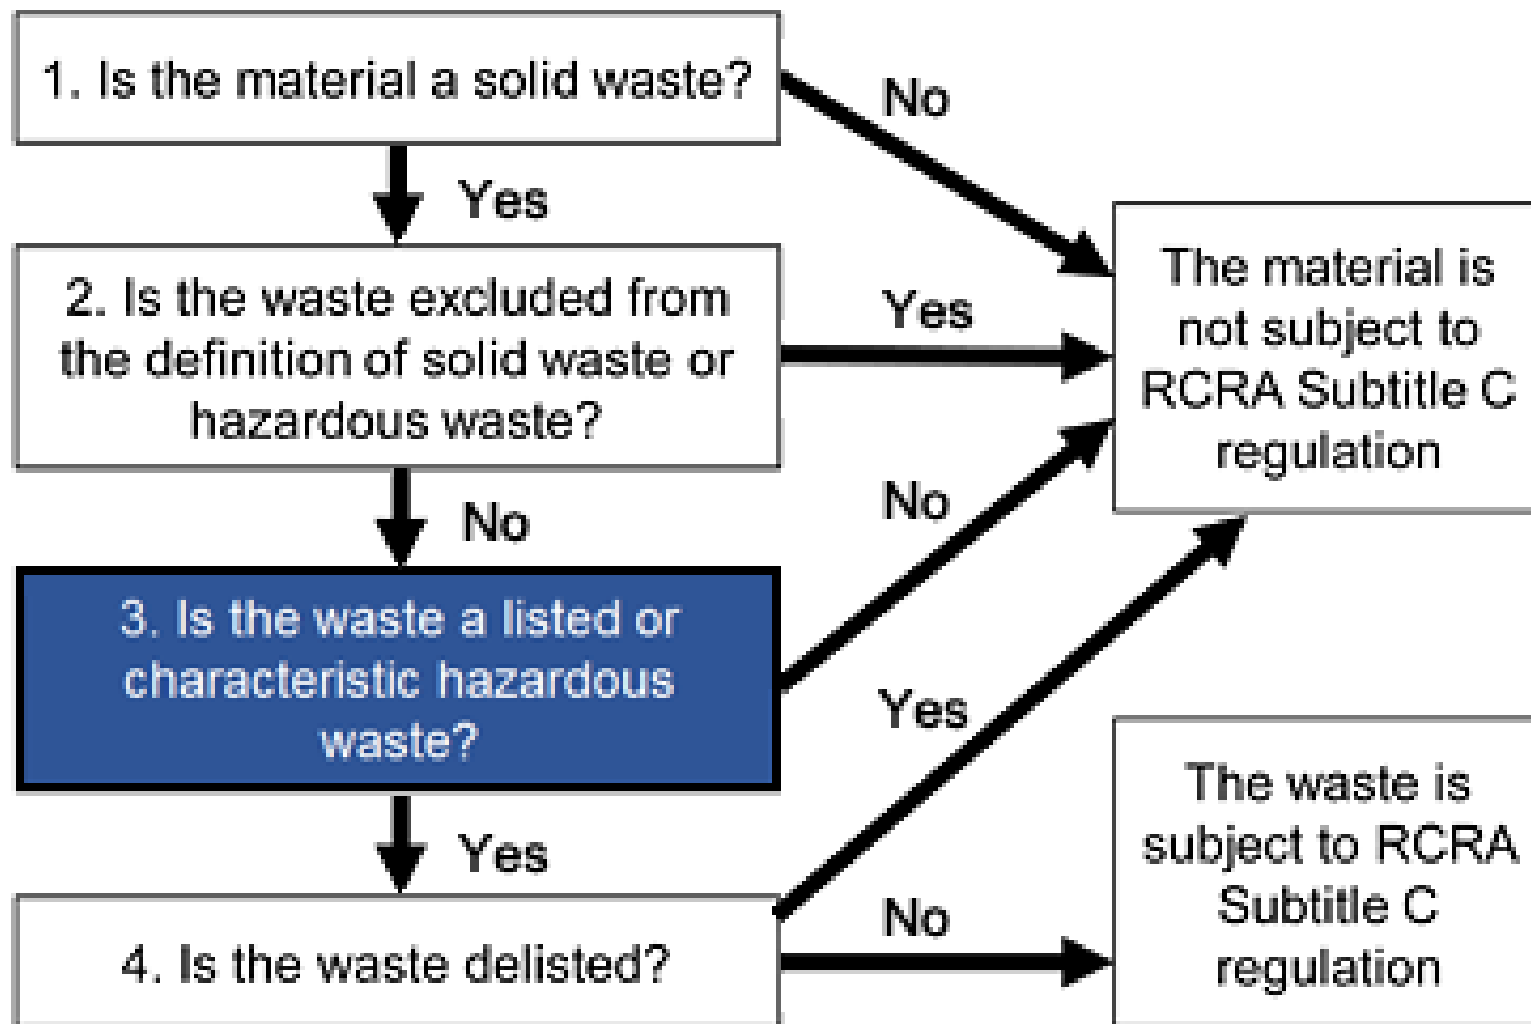 1. Is the material a solid waste?
No
Yes
2. Is the waste excluded from
the definition of solid waste or
hazardous waste?
Yes
The material is
not subject to
RCRA Subtitle C
regulation
No
No
3. Is the waste a listed or
characteristic hazardous
waste?
Yes
Yes
4. Is the waste delisted?
No
The waste is
subject to RCRA
Subtitle C
regulation